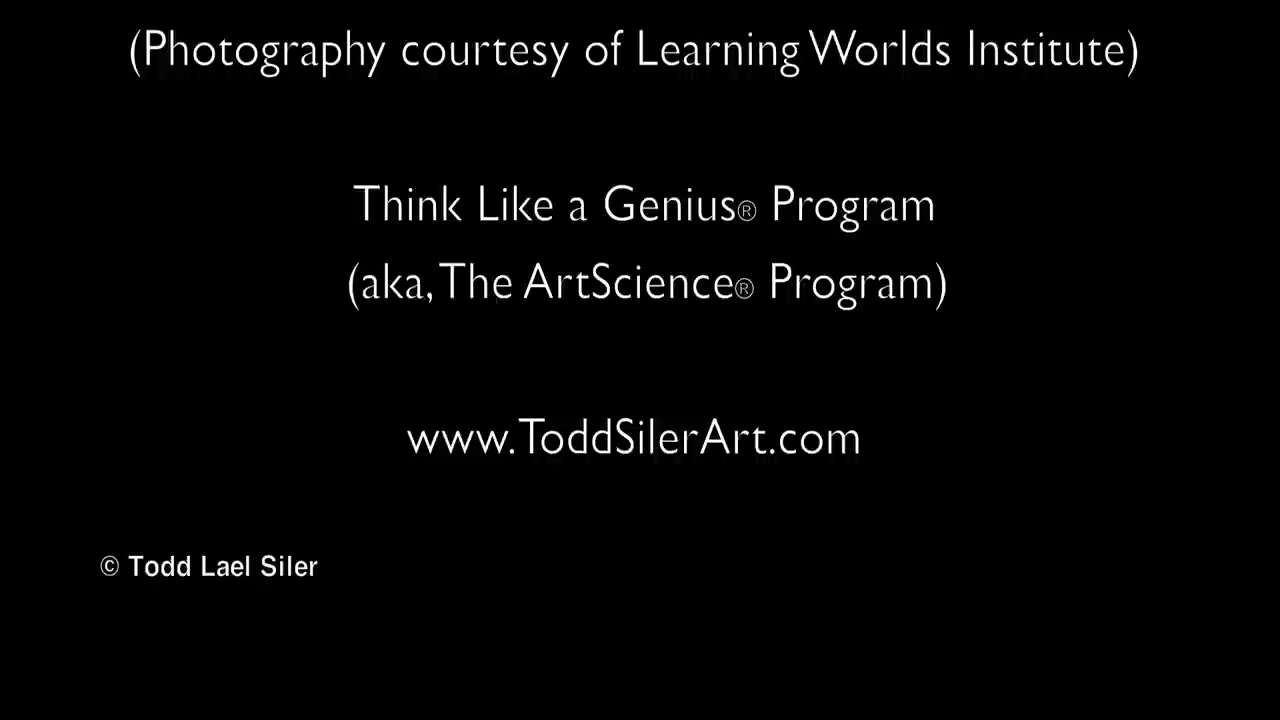 (Photography courtesy of Learning Worlds Institute)
Think Like a Genius® Program
(aka, The ArtScience® Program)
www.ToddSilerArt.com
© Todd Lael Siler